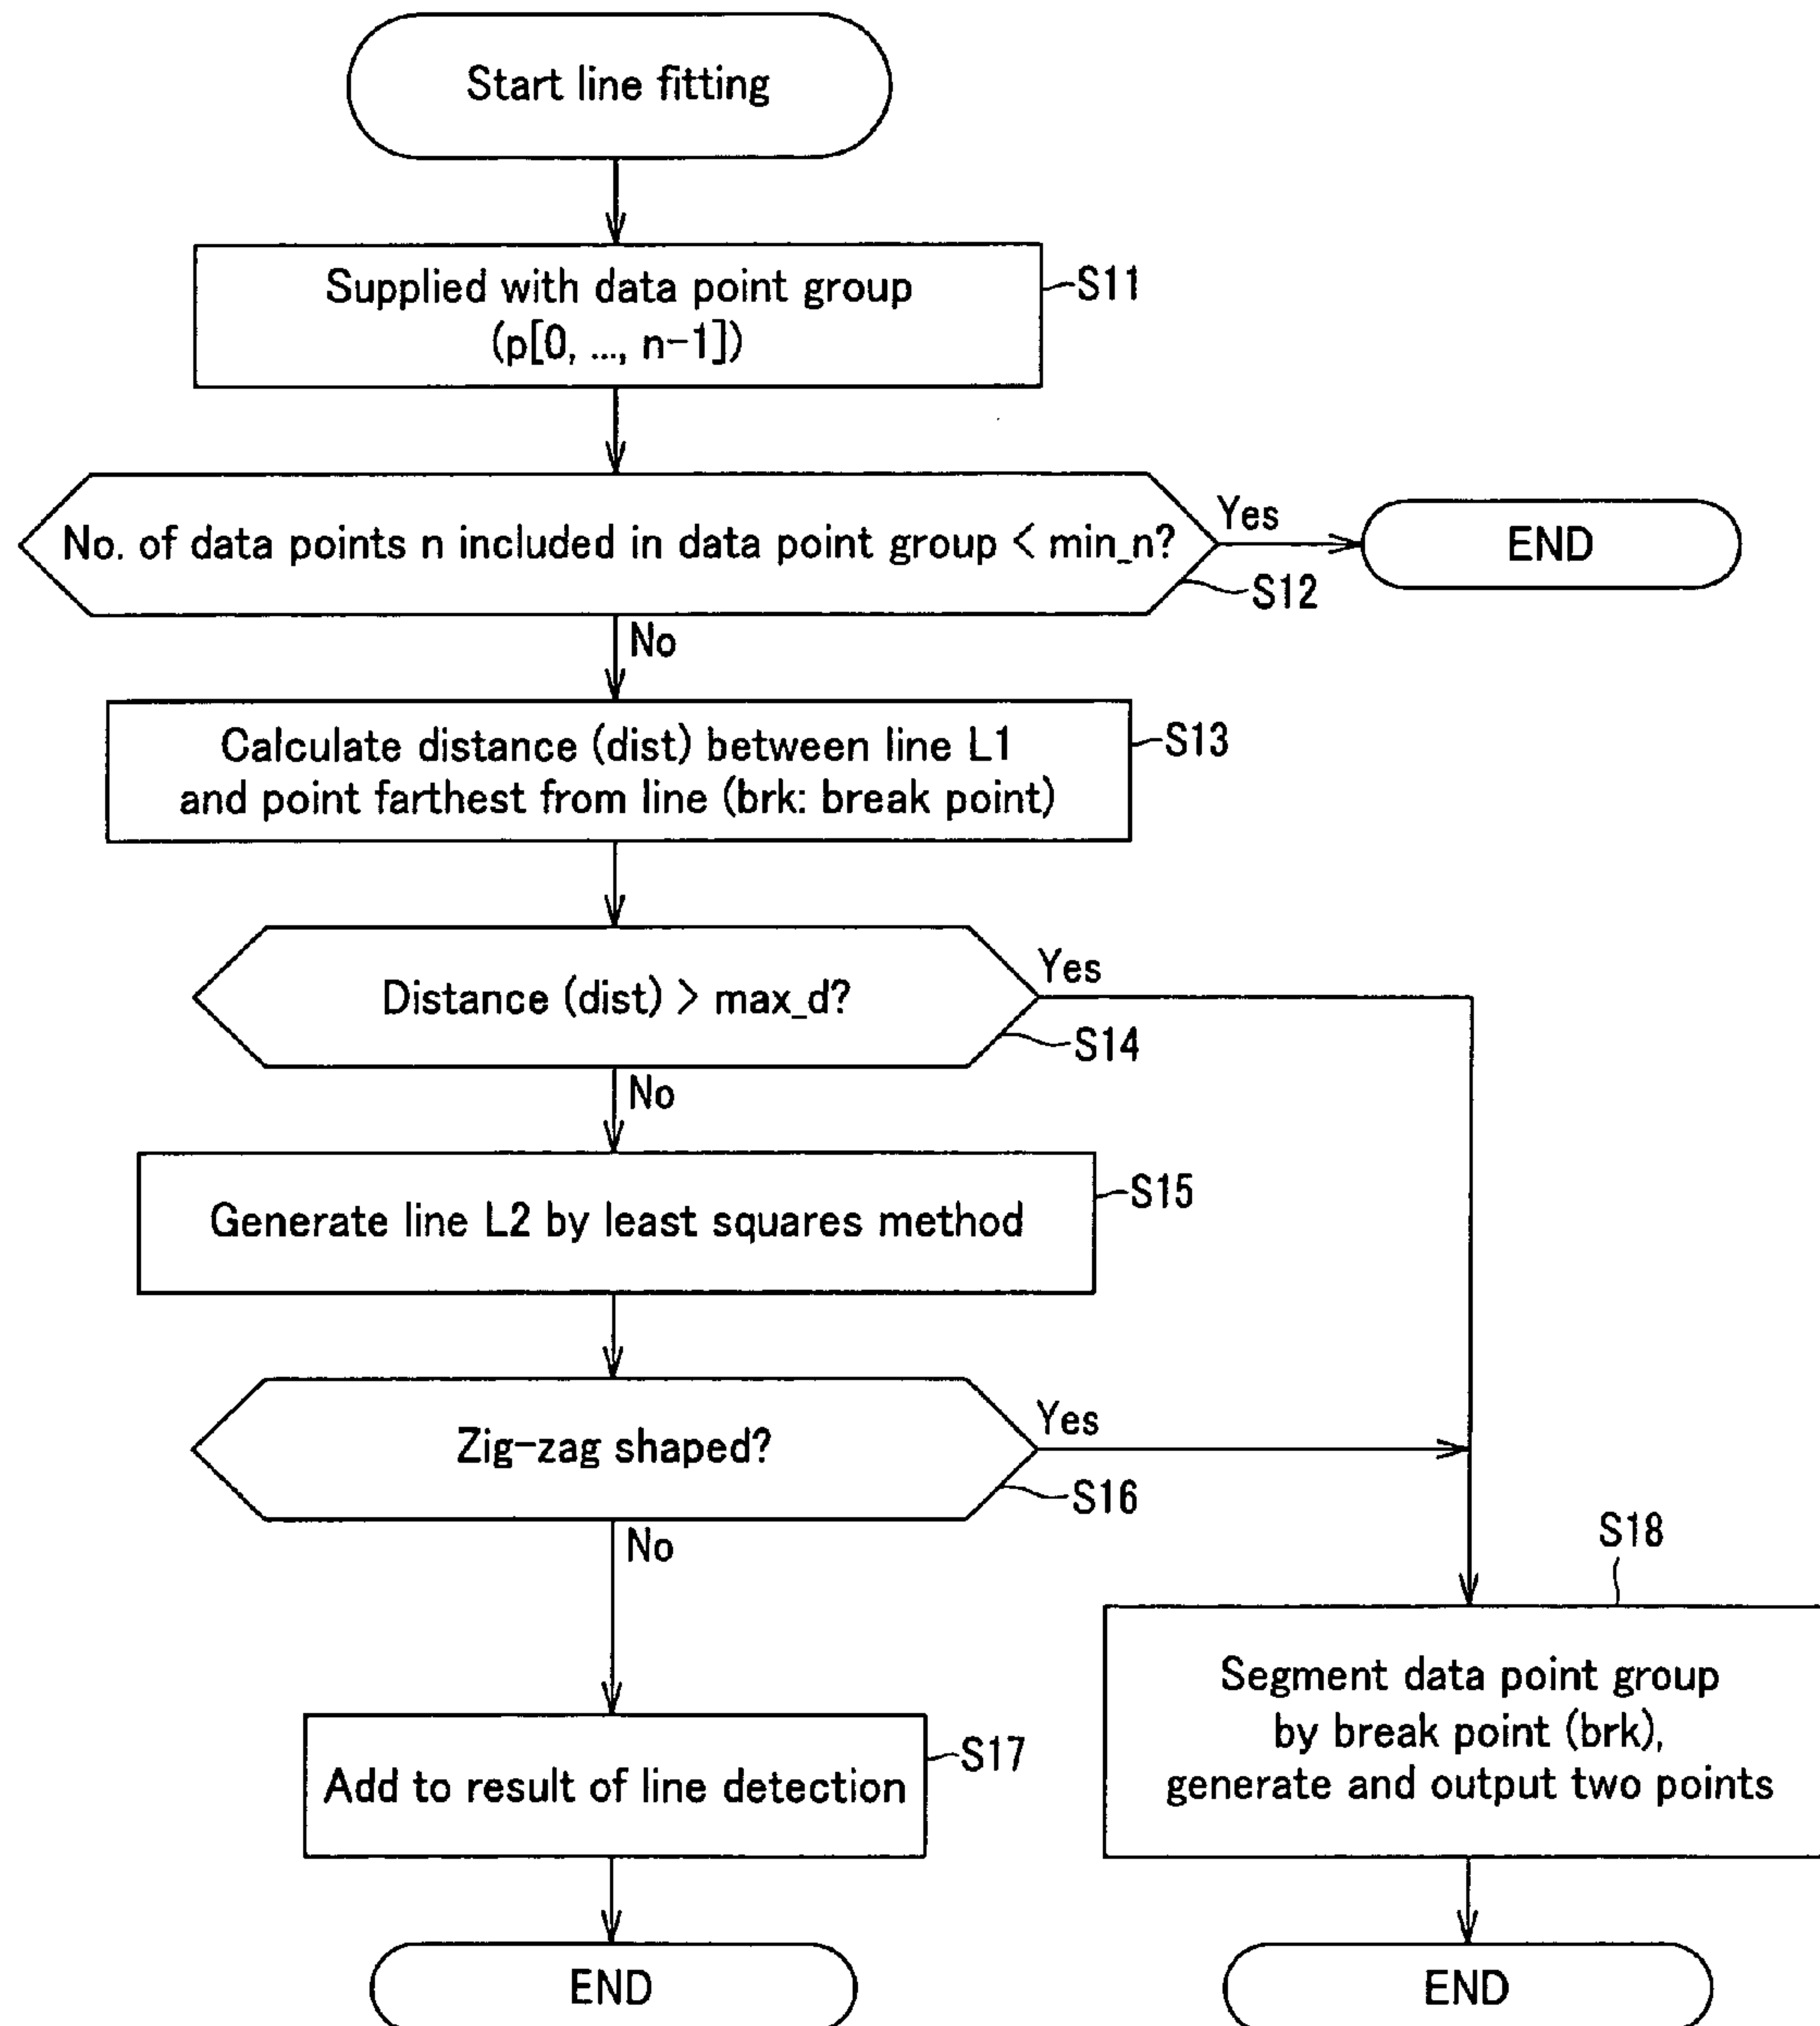 Start line fitting
Supplied with data point group
(p[0, ..., n-1])
S11
No. of data points n included in data point group < min_n?
Yes
END
S12
No
Calculate distance (dist) between line L1
and point farthest from line (brk: break point)
S13
Distance (dist) > max_d?
Yes
S14
No
Generate line L2 by least squares method
S15
Zig-zag shaped?
Yes
S16
No
S18
Segment data point group
by break point (brk),
generate and output two points
Add to result of line detection
S17
END
END